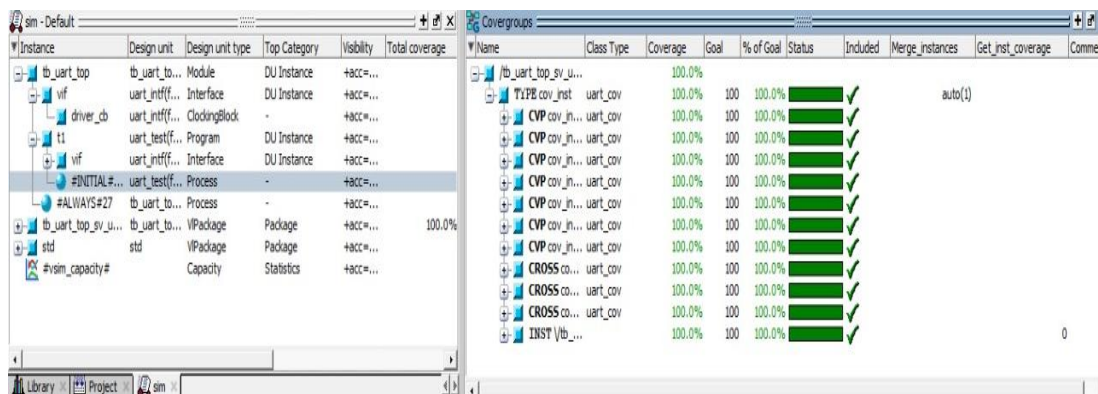 sim - Default
Instance Design unit Design unit type Top Category Visibility Total coverage
tb_uart_top tb_uart_to... Module DU Instance +acc=...
vif uart_intf(f... Interface DU Instance +acc=...
driver_cb uart_intf(f... ClockingBlock - +acc=...
t1 uart_test(f... Program DU Instance +acc=...
vif uart_intf(f... Interface DU Instance +acc=...
#INITIAL#... uart_test(f... Process - +acc=...
#ALWAYS#27 tb_uart_to... Process - +acc=...
tb_uart_top_sv_u... tb_uart_to... VlPackage Package +acc=... 100.0%
std std VlPackage Package +acc=...
#vsim_capacity# Capacity Statistics +acc=...
Library Project sim
Covergroups
Name Class Type Coverage Goal % of Goal Status Included Merge_instances Get_inst_coverage Comme
/tb_uart_top_sv_u... 100.0%
TYPE cov_inst uart_cov 100.0% 100 100.0% auto(1)
CVP cov_in... uart_cov 100.0% 100 100.0%
CVP cov_in... uart_cov 100.0% 100 100.0%
CVP cov_in... uart_cov 100.0% 100 100.0%
CVP cov_in... uart_cov 100.0% 100 100.0%
CVP cov_in... uart_cov 100.0% 100 100.0%
CVP cov_in... uart_cov 100.0% 100 100.0%
CVP cov_in... uart_cov 100.0% 100 100.0%
CROSS co... uart_cov 100.0% 100 100.0%
CROSS co... uart_cov 100.0% 100 100.0%
CROSS co... uart_cov 100.0% 100 100.0%
INST \/tb_... uart_cov 100.0% 100 100.0% 0